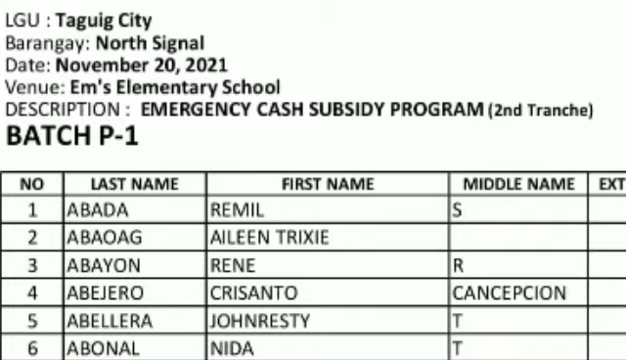 LGU : Taguig City
Barangay: North Signal
Date: November 20, 2021
Venue: Em's Elementary School
DESCRIPTION : EMERGENCY CASH SUBSIDY PROGRAM (2nd Tranche)
BATCH P-1
NO LAST NAME FIRST NAME MIDDLE NAME EXT
1 ABADA REMIL S
2 ABAOAG AILEEN TRIXIE
3 ABAYON RENE R
4 ABEJERO CRISANTO CANCEPCION
5 ABELLERA JOHNRESTY T
6 ABONAL NIDA T